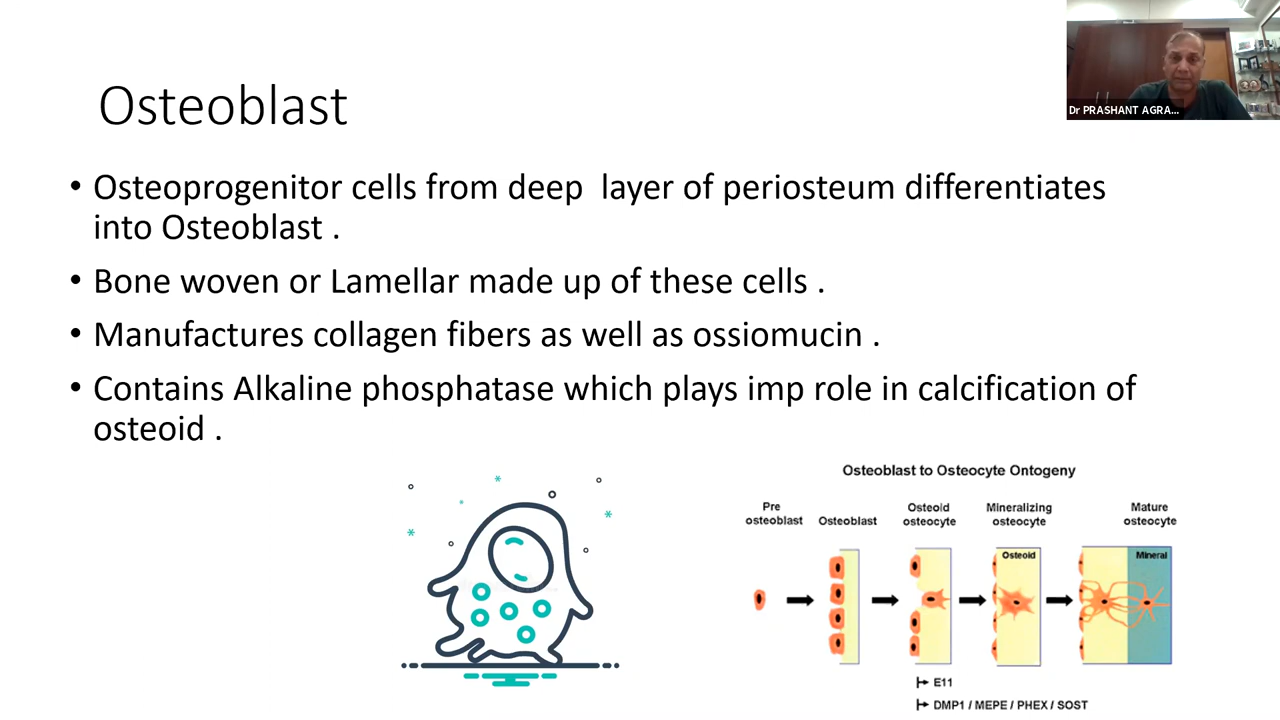 Dr PRASHANT AGRA...
Osteoblast
• Osteoprogenitor cells from deep  layer of periosteum differentiates
into Osteoblast .
• Bone woven or Lamellar made up of these cells .
• Manufactures collagen fibers as well as ossiomucin .
• Contains Alkaline phosphatase which plays imp role in calcification of
osteoid .
Osteoblast to Osteocyte Ontogeny
Pre
osteoblast
Osteoblast
Osteoid
osteocyte
Mineralizing
osteocyte
Mature
osteocyte
Osteoid
Mineral
E11
DMP1 / MEPE / PHEX / SOST